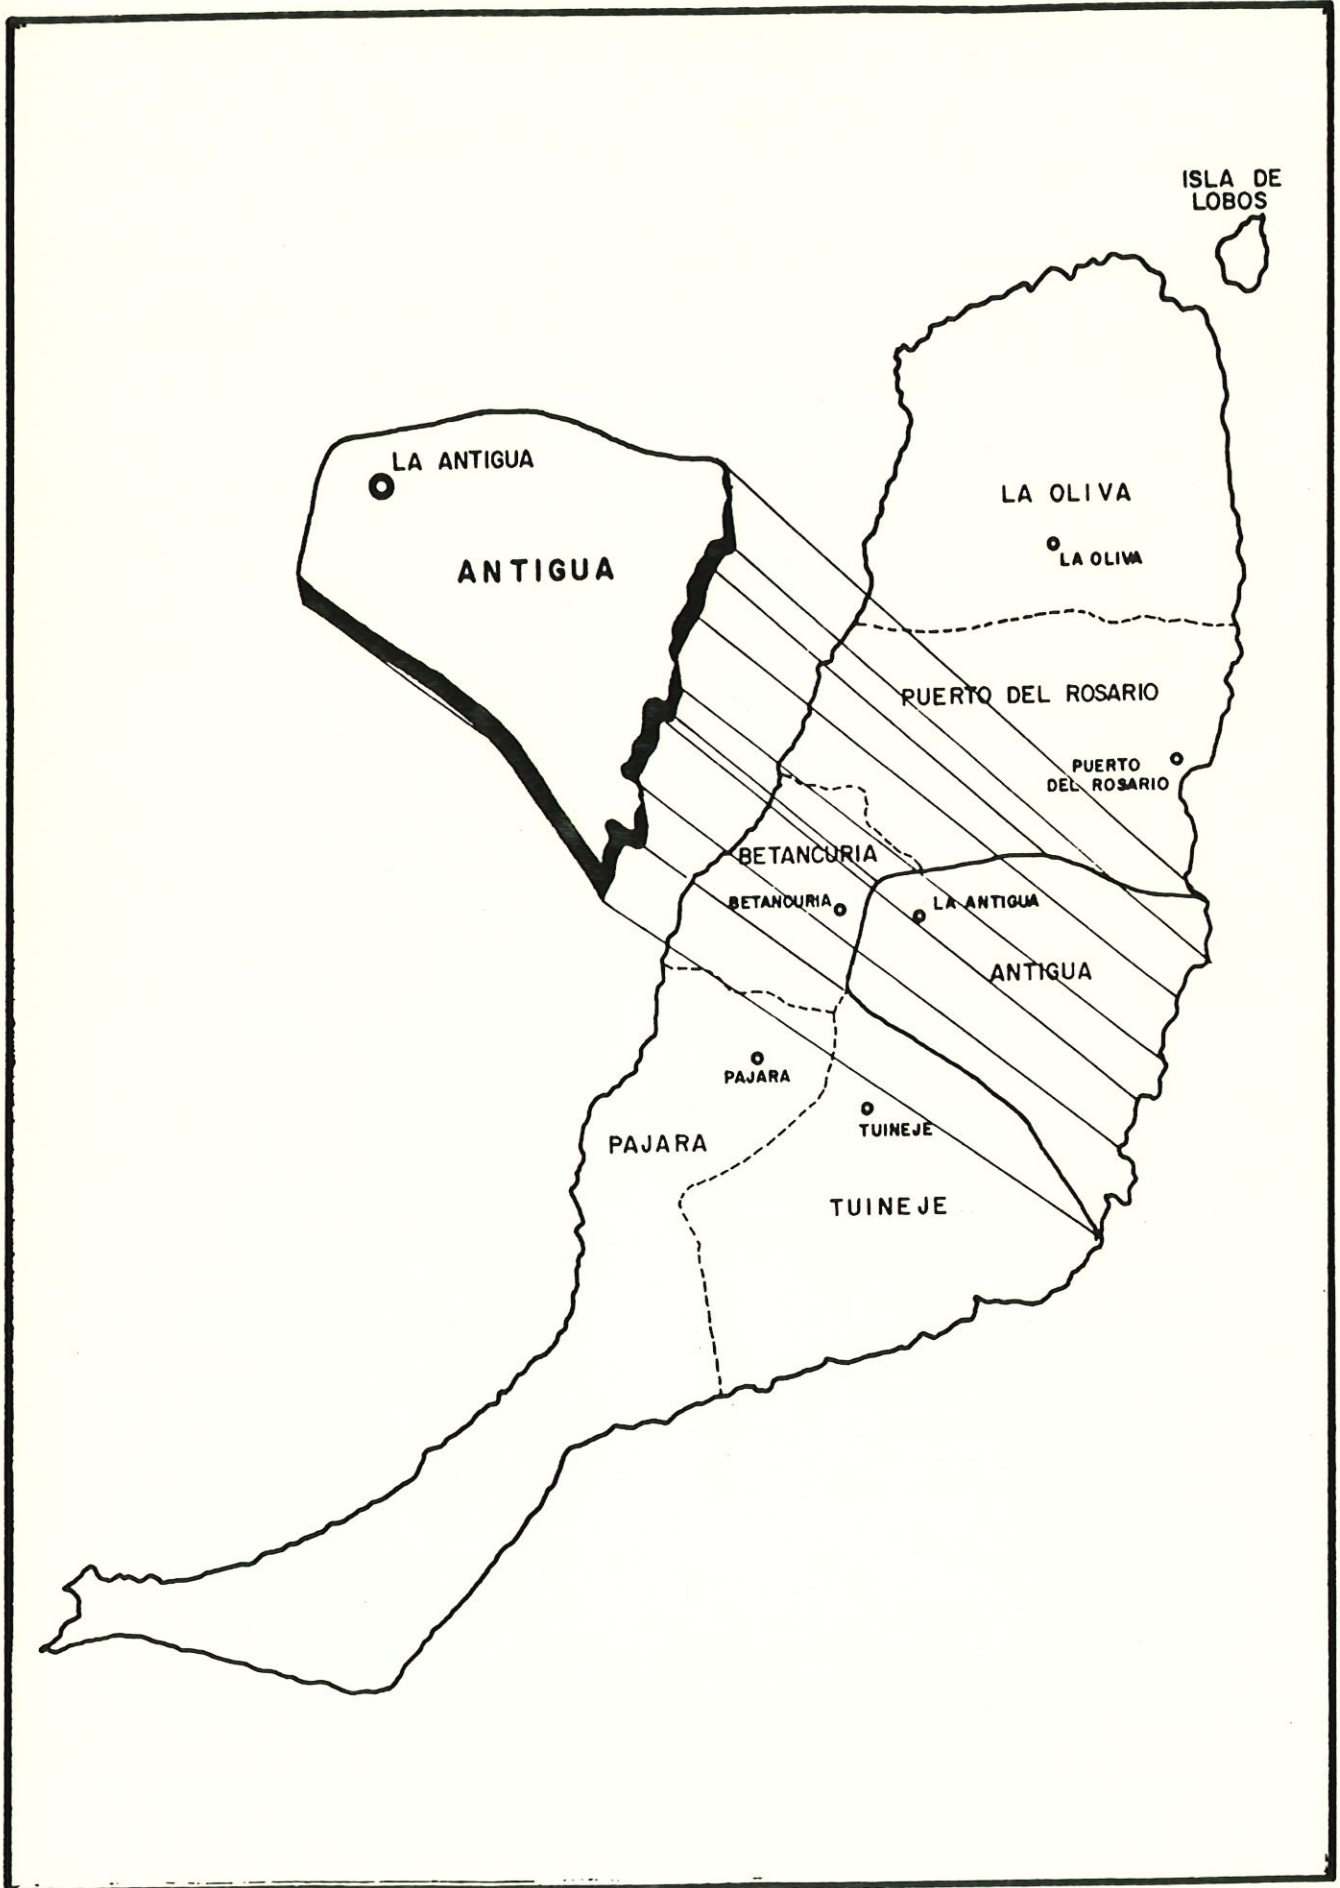 ISLA DE
LOBOS
LA ANTIGUA
ANTIGUA
LA OLIVA
LA OLIVA
PUERTO DEL ROSARIO
PUERTO
DEL ROSARIO
BETANCURIA
BETANCURIA
LA ANTIGUA
ANTIGUA
PAJARA
TUINEJE
PAJARA
TUINEJE